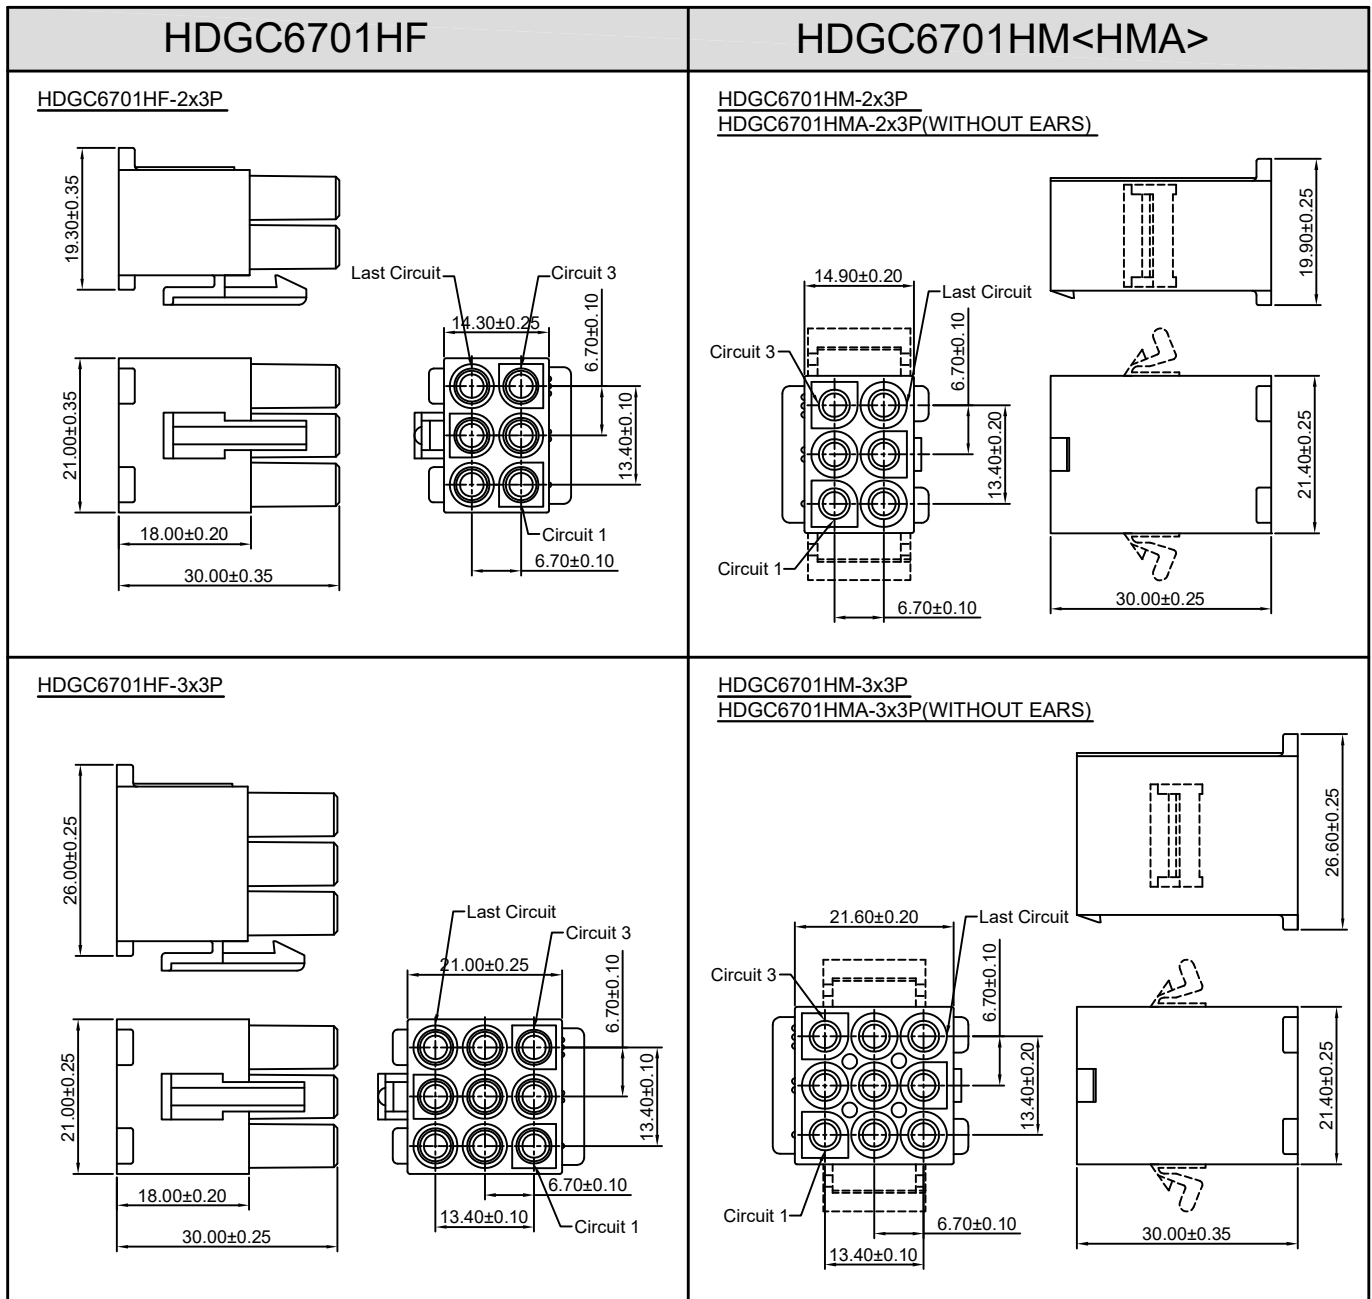 HDGC6701HF
HDGC6701HM<HMA>
HDGC6701HF-2x3P
19.30±0.35
Last Circuit
Circuit 3
14.30±0.25
6.70±0.10
13.40±0.10
21.00±0.35
18.00±0.20
30.00±0.35
Circuit 1
6.70±0.10
HDGC6701HM-2x3P
HDGC6701HMA-2x3P(WITHOUT EARS)
19.90±0.25
14.90±0.20
Last Circuit
Circuit 3
6.70±0.10
13.40±0.20
21.40±0.25
Circuit 1
6.70±0.10
30.00±0.25
HDGC6701HF-3x3P
26.00±0.25
Last Circuit
Circuit 3
21.00±0.25
6.70±0.10
13.40±0.10
21.00±0.25
18.00±0.20
30.00±0.25
6.70±0.10
13.40±0.10
Circuit 1
HDGC6701HM-3x3P
HDGC6701HMA-3x3P(WITHOUT EARS)
26.60±0.25
21.60±0.20
Last Circuit
Circuit 3
6.70±0.10
13.40±0.20
21.40±0.25
Circuit 1
6.70±0.10
13.40±0.10
30.00±0.35